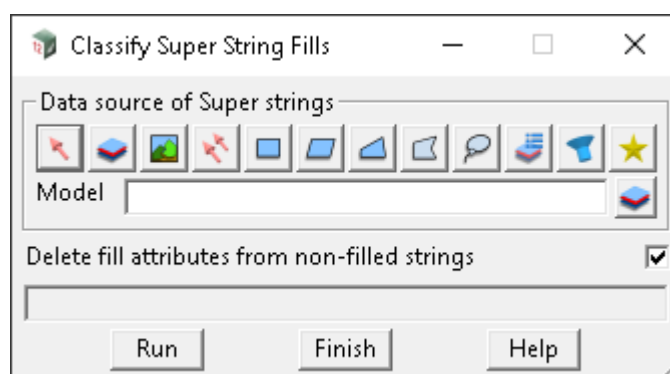 Classify Super String Fills
Data source of Super strings
Model
Delete fill attributes from non-filled strings
Run Finish Help